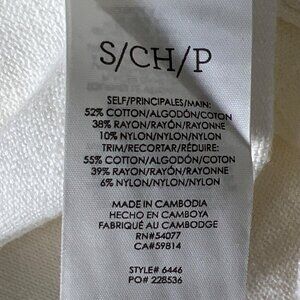 S/CH/P
SELF/PRINCIPALES/MAIN:
52% COTTON/ALGODÓN/COTON
38% RAYON/RAYÓN/RAYONNE
10% NYLON/NYLON/NYLON
TRIM/RECORTAR/RÉDUIRE:
55% COTTON/ALGODÓN/COTON
39% RAYON/RAYÓN/RAYONNE
6% NYLON/NYLON/NYLON
MADE IN CAMBODIA
HECHO EN CAMBOYA
FABRIQUÉ AU CAMBODGE
RN#54077
CA#59814
STYLE# 6446
PO# 228536